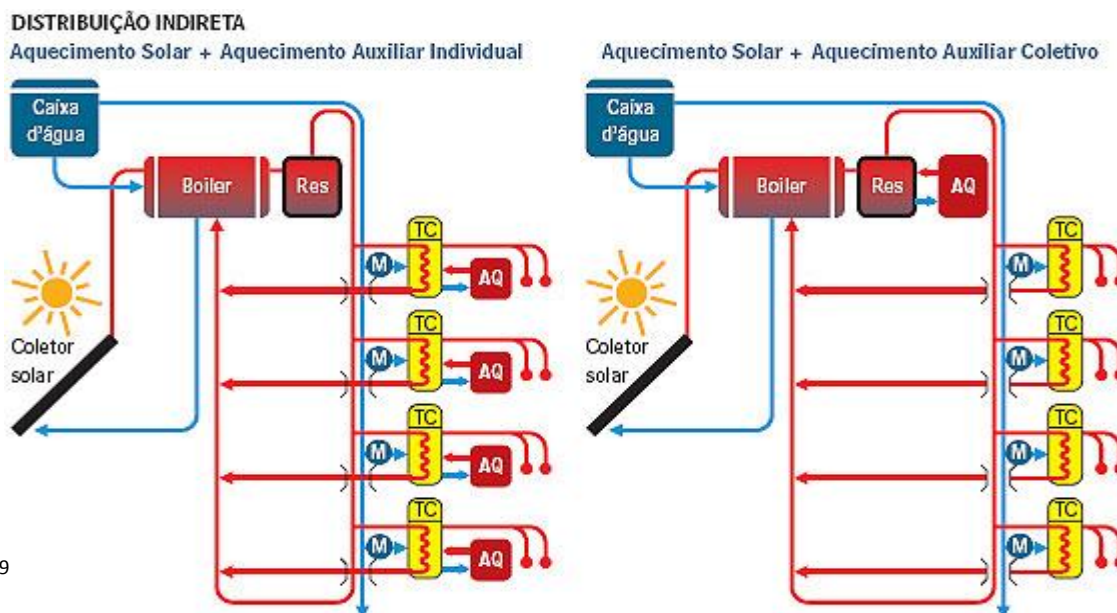 DISTRIBUIÇÃO INDIRETA
Aquecimento Solar + Aquecimento Auxiliar Individual
Caixa
d'água
Boiler
Res
TC
M
AQ
Coletor
solar
TC
M
AQ
TC
M
AQ
TC
M
AQ
9
Aquecimento Solar + Aquecimento Auxiliar Coletivo
Caixa
d'água
Boiler
Res
AQ
TC
M
Coletor
solar
TC
M
TC
M
TC
M